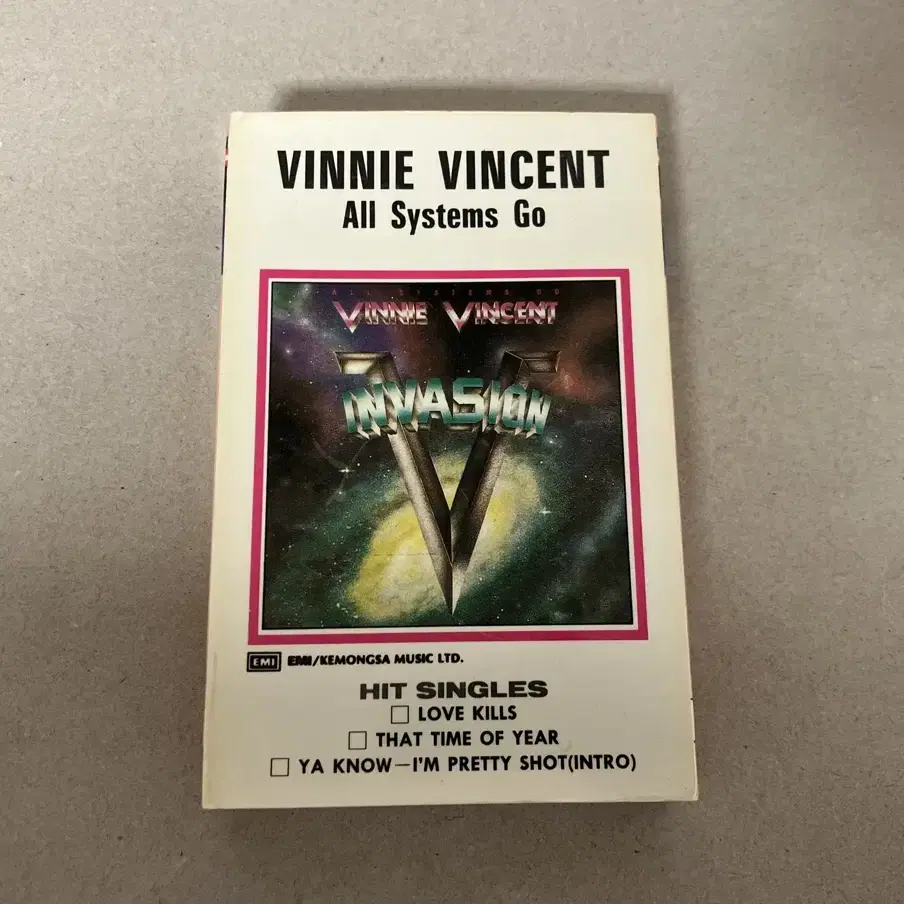 VINNIE VINCENT
All Systems Go
ALL SYSTEMS GO
VINNIE VINCENT
INVASION
EMI EMI/KEMONGSA MUSIC LTD.
HIT SINGLES
□ LOVE KILLS
□ THAT TIME OF YEAR
□ YA KNOW—I'M PRETTY SHOT(INTRO)